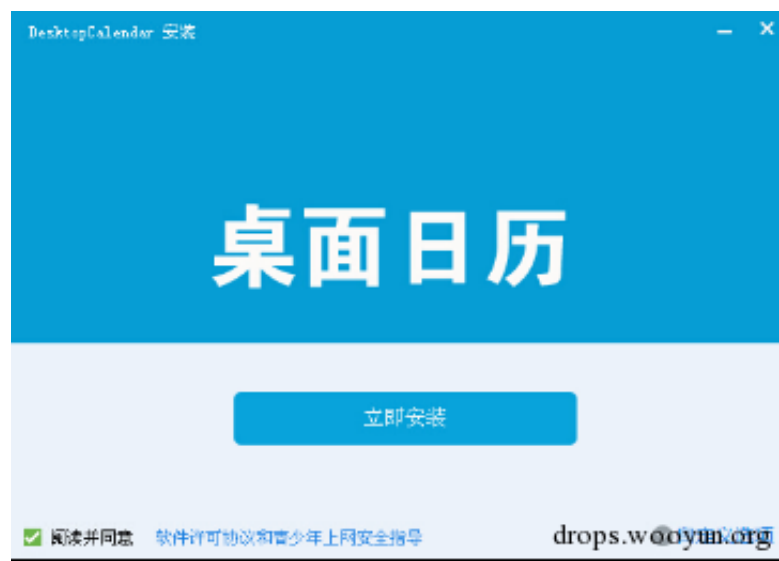 DesktopCalendar 安装
桌面日历
立即安装
阅读并同意 软件许可协议和青少年上网安全指导
drops.wooyun.org